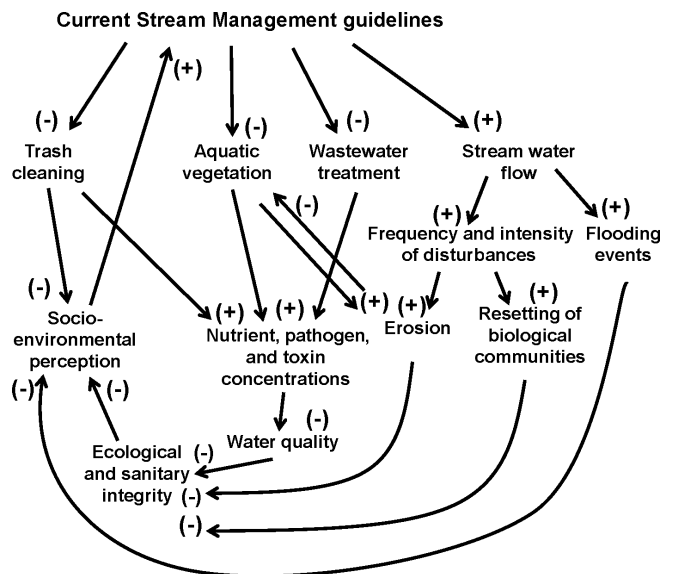 Current Stream Management guidelines
(+)
(-)
(-)
(-)
(+)
Trash
cleaning
Aquatic
vegetation
Wastewater
treatment
Stream water
flow
(-)
(+)
(+)
Frequency and intensity
of disturbances
Flooding
events
(-)
(+)
(+)
(+)
(+)
(+)
Socio-
environmental
perception
Nutrient, pathogen,
and toxin
concentrations
Erosion
Resetting of
biological
communities
(-)
(-)
(-)
Water quality
Ecological
and sanitary
integrity
(-)
(-)
(-)